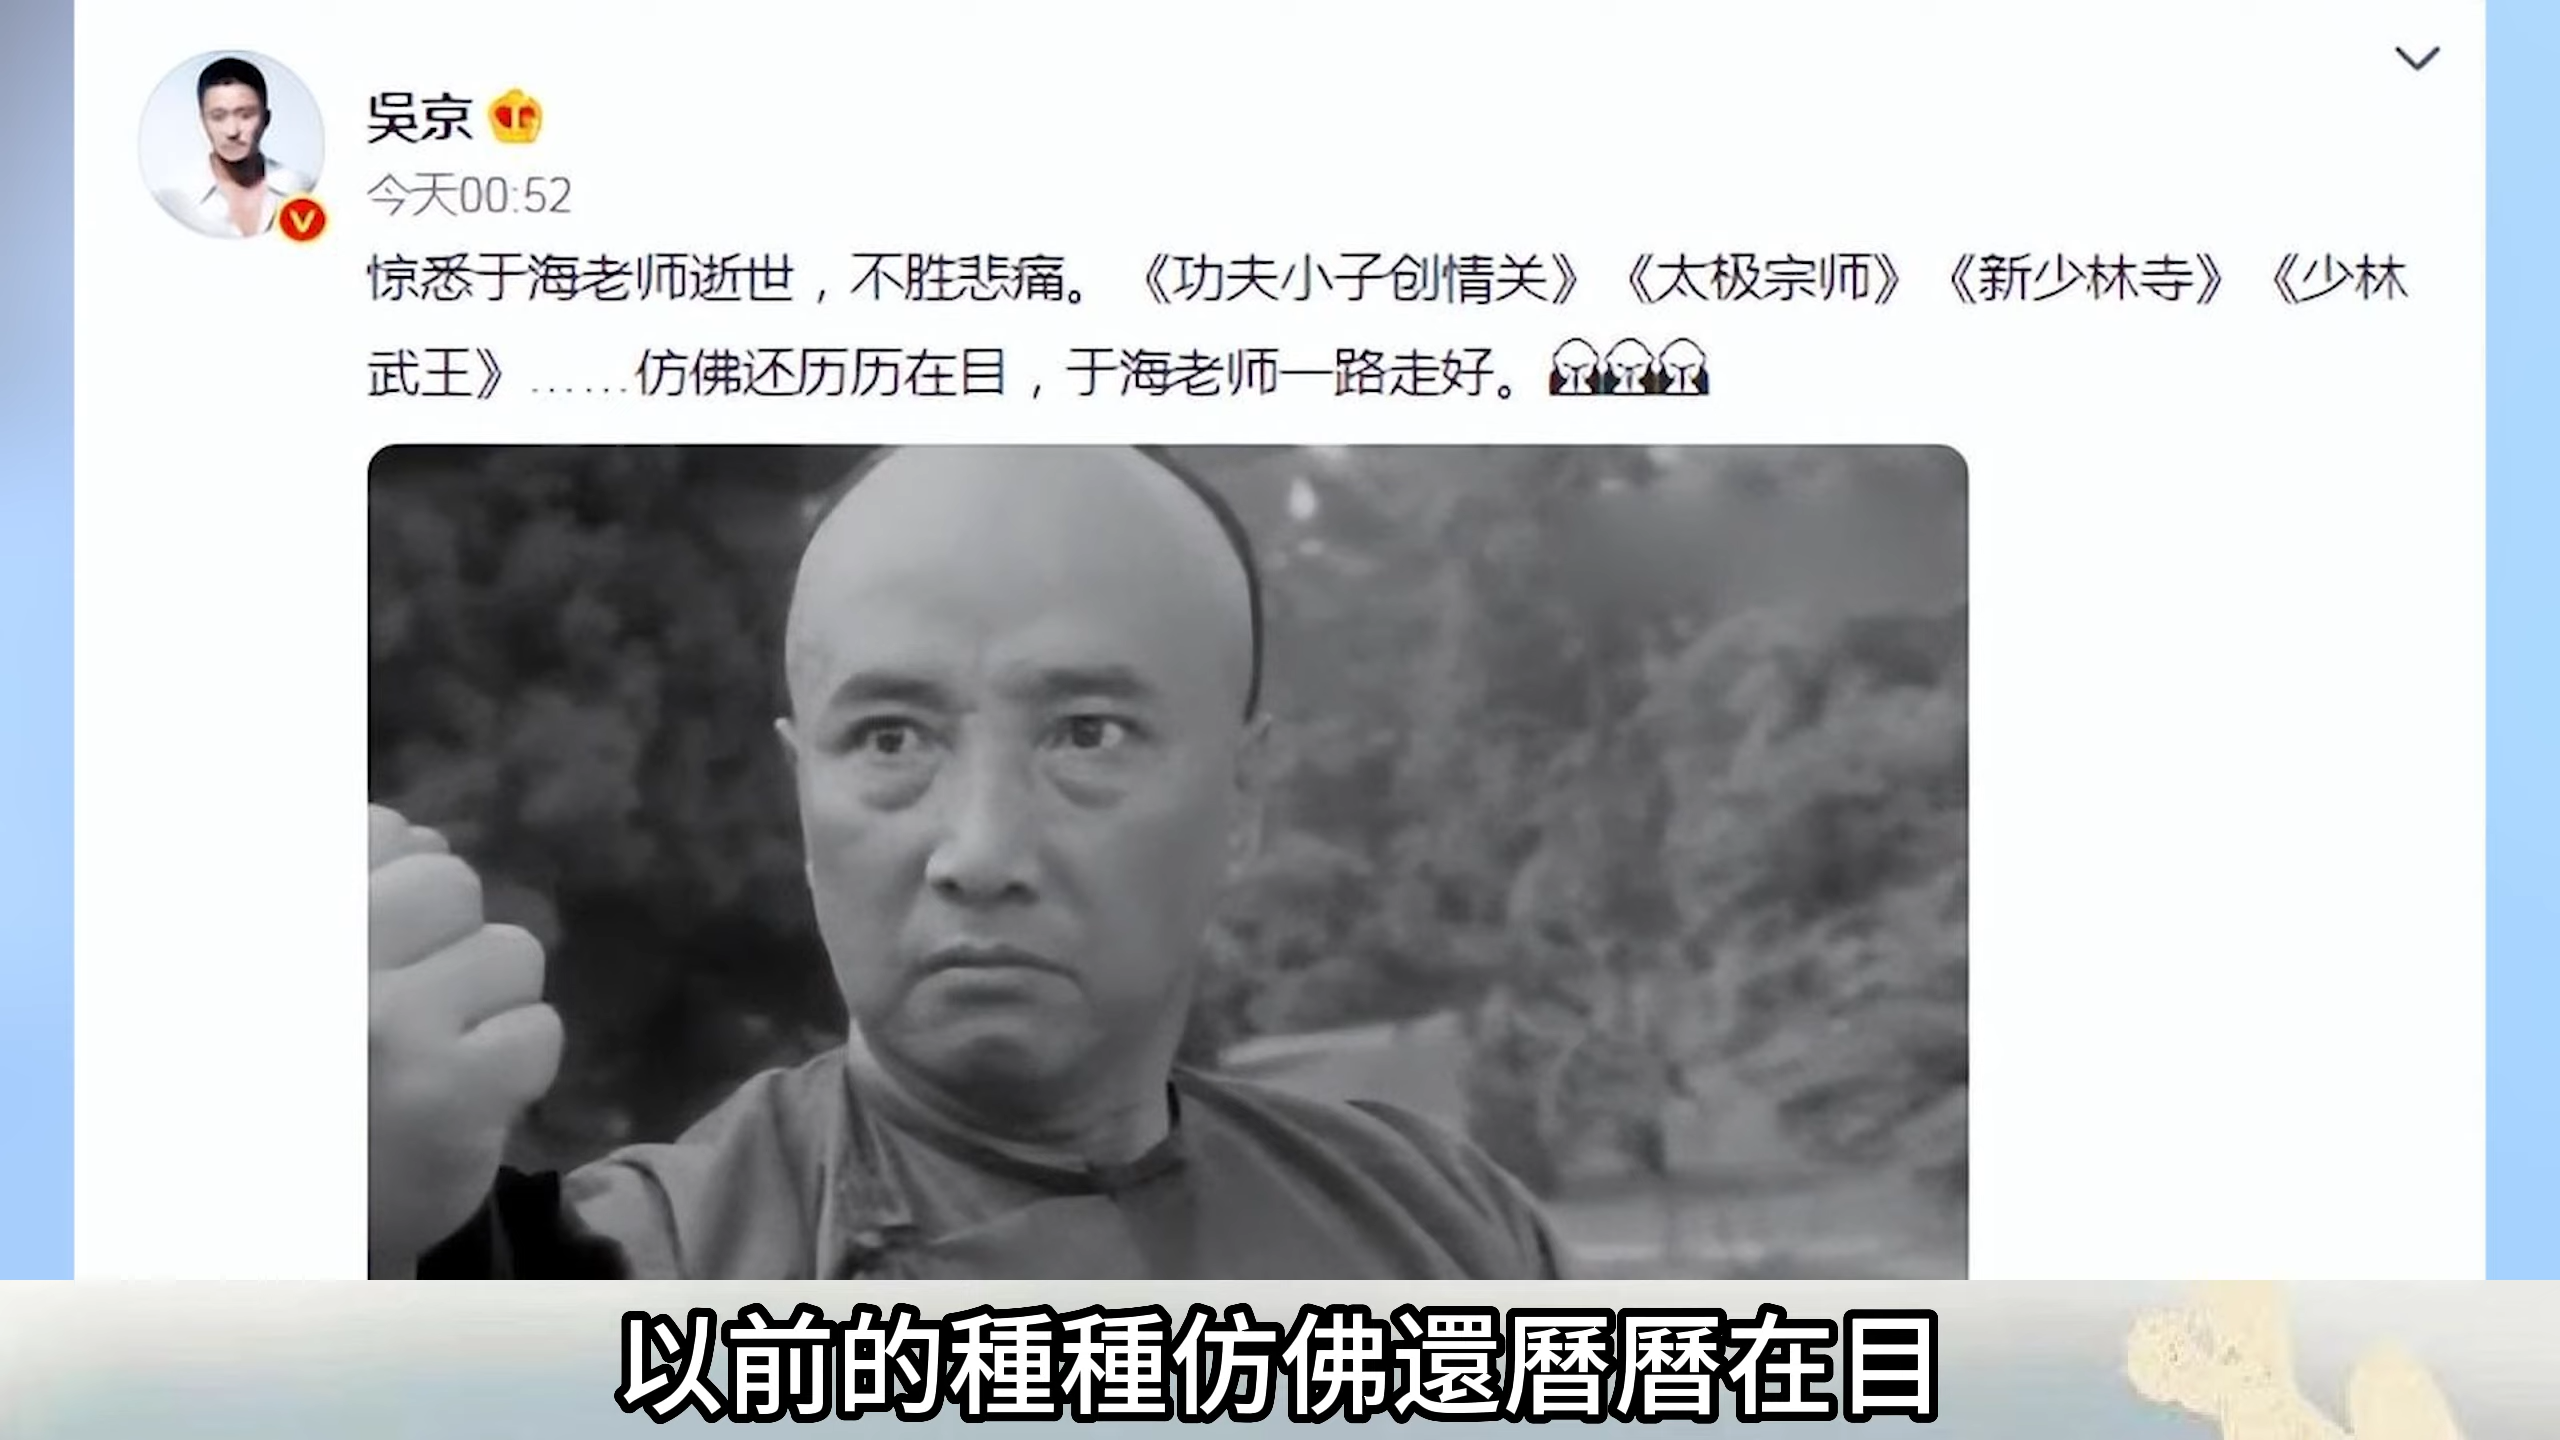 吳京
今天00:52
惊悉于海老师逝世，不胜悲痛。《功夫小子创情关》《太极宗师》《新少林寺》《少林
武王》……仿佛还历历在目，于海老师一路走好。
以前的種種仿佛還曆曆在目